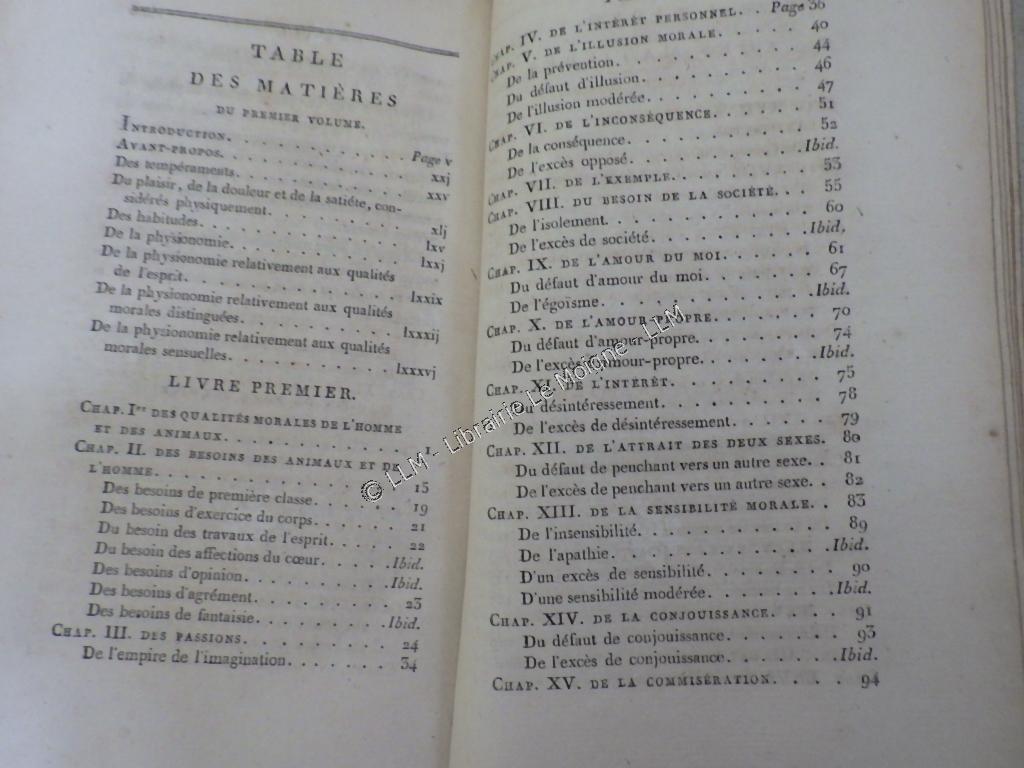 TABLE
DES MATIÈRES
DU PREMIER VOLUME.
INTRODUCTION. . . . . . . . . . Page v
AVANT-PROPOS. . . . . . . . . . xxj
Des tempéraments. . . . . . . . . . xxv
Du plaisir, de la douleur et de la satiéte, con-
sidérés physiquement. . . . . . . . . . xlj
Des habitudes. . . . . . . . . . lxv
De la physionomie. . . . . . . . . . lxxj
De la physionomie relativement aux qualités
de l'esprit. . . . . . . . . . lxxix
De la physionomie relativement aux qualités
morales distinguées. . . . . . . . . . lxxxij
De la physionomie relativement aux qualités
morales sensuelles. . . . . . . . . . lxxxvj
LIVRE PREMIER.
CHAP. Ier DES QUALITÉS MORALES DE L'HOMME
ET DES ANIMAUX. . . . . . . . . . 1
CHAP. II. DES BESOINS DES ANIMAUX ET DE
L'HOMME. . . . . . . . . . 15
Des besoins de première classe. . . . . . 19
Des besoins d'exercice du corps. . . . . . 21
Du besoin des travaux de l'esprit. . . . . 22
Du besoin des affections du cœur. . . . Ibid.
Des besoins d'opinion. . . . . . . . . Ibid.
Des besoins d'agrément. . . . . . . . . 23
Des besoins de fantaisie. . . . . . . . Ibid.
CHAP. III. DES PASSIONS. . . . . . . . . 24
De l'empire de l'imagination. . . . . . . 34
CHAP. IV. DE L'INTÉRÊT PERSONNEL. . Page 36
CHAP. V. DE L'ILLUSION MORALE. . . . . . 40
De la prévention. . . . . . . . . . 44
Du défaut d'illusion. . . . . . . . . 46
De l'illusion modérée. . . . . . . . . 47
CHAP. VI. DE L'INCONSÉQUENCE. . . . . . 51
De la conséquence. . . . . . . . . . 52
De l'excès opposé. . . . . . . . . Ibid.
CHAP. VII. DE L'EXEMPLE. . . . . . . . 53
CHAP. VIII. DU BESOIN DE LA SOCIÉTÉ. . . 55
De l'isolement. . . . . . . . . . 60
De l'excès de société. . . . . . . . Ibid,
CHAP. IX. DE L'AMOUR DU MOI. . . . . . 61
Du défaut d'amour du moi. . . . . . . 67
De l'égoïsme. . . . . . . . . . Ibid.
CHAP. X. DE L'AMOUR-PROPRE. . . . . . . 70
Du défaut d'amour-propre. . . . . . . 74
De l'excès d'amour-propre. . . . . . Ibid.
CHAP. XI. DE L'INTÉRÊT. . . . . . . . . 75
Du désintéressement. . . . . . . . . 78
De l'excès de désintéressement. . . . . . 79
CHAP. XII. DE L'ATTRAIT DES DEUX SEXES. 80
Du défaut de penchant vers un autre sexe. . 81
De l'excès de penchant vers un autre sexe. . 82
CHAP. XIII. DE LA SENSIBILITÉ MORALE. . . 83
De l'insensibilité. . . . . . . . . . 89
De l'apathie. . . . . . . . . . Ibid.
D'un excès de sensibilité. . . . . . . . 90
D'une sensibilité modérée. . . . . . . Ibid.
CHAP. XIV. DE LA CONJOUISSANCE. . . . . 91
Du défaut de conjouissance. . . . . . . 93
De l'excès de conjouissance. . . . . . . Ibid.
CHAP. XV. DE LA COMMISÉRATION. . . . . 94
© LLM - Librairie Le Moigne LLM